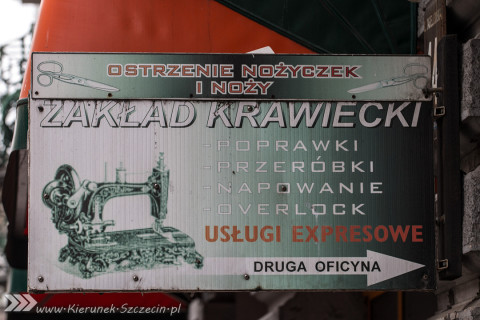 OSTRZENIE NOŻYCZEK
I NOŻY
ZAKŁAD KRAWIECKI
- POPRAWKI
- PRZERÓBKI
- NAPOWANIE
- OVERLOCK
USŁUGI EXPRESOWE
DRUGA OFICYNA
www.Kierunek-Szczecin.pl